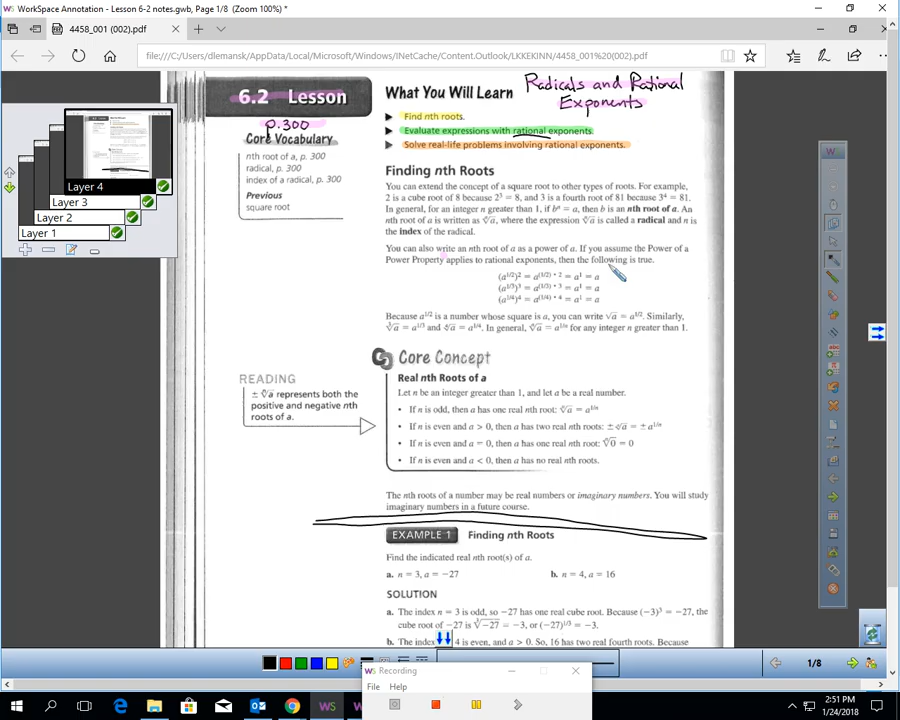 WorkSpace Annotation - Lesson 6-2 notes.gwb, Page 1/8 (Zoom 100%) *
4458_001 (002).pdf
file:///C:/Users/dlemansk/AppData/Local/Microsoft/Windows/INetCache/Content.Outlook/LKKEKINN/4458_001%20(002).pdf
6.2 Lesson
What You Will Learn
Radicals and Rational
Exponents
p.300
Core Vocabulary
nth root of a, p. 300
radical, p. 300
index of a radical, p. 300
Previous
square root
Find nth roots.
Evaluate expressions with rational exponents.
Solve real-life problems involving rational exponents.
Layer 4
Layer 3
Layer 2
Layer 1
Finding nth Roots
You can extend the concept of a square root to other types of roots. For example,
2 is a cube root of 8 because 2³ = 8, and 3 is a fourth root of 81 because 3⁴ = 81.
In general, for an integer n greater than 1, if bⁿ = a, then b is an nth root of a. An
nth root of a is written as ⁿ√a, where the expression ⁿ√a is called a radical and n is
the index of the radical.
You can also write an nth root of a as a power of a. If you assume the Power of a
Power Property applies to rational exponents, then the following is true.
(a^1/2)² = a^(1/2) • 2 = a¹ = a
(a^1/3)³ = a^(1/3) • 3 = a¹ = a
(a^1/4)⁴ = a^(1/4) • 4 = a¹ = a
Because a^1/2 is a number whose square is a, you can write √a = a^1/2. Similarly,
³√a = a^1/3 and ⁴√a = a^1/4. In general, ⁿ√a = a^1/n for any integer n greater than 1.
Core Concept
READING
± ⁿ√a represents both the
positive and negative nth
roots of a.
Real nth Roots of a
Let n be an integer greater than 1, and let a be a real number.
• If n is odd, then a has one real nth root: ⁿ√a = a^1/n
• If n is even and a > 0, then a has two real nth roots: ± ⁿ√a = ± a^1/n
• If n is even and a = 0, then a has one real nth root: ⁿ√0 = 0
• If n is even and a < 0, then a has no real nth roots.
The nth roots of a number may be real numbers or imaginary numbers. You will study
imaginary numbers in a future course.
EXAMPLE 1 Finding nth Roots
Find the indicated real nth root(s) of a.
a. n = 3, a = −27 b. n = 4, a = 16
SOLUTION
a. The index n = 3 is odd, so −27 has one real cube root. Because (−3)³ = −27, the
cube root of −27 is ³√−27 = −3, or (−27)^1/3 = −3.
b. The index 4 is even, and a > 0. So, 16 has two real fourth roots. Because
1/8
Recording
File Help
2:51 PM
1/24/2018